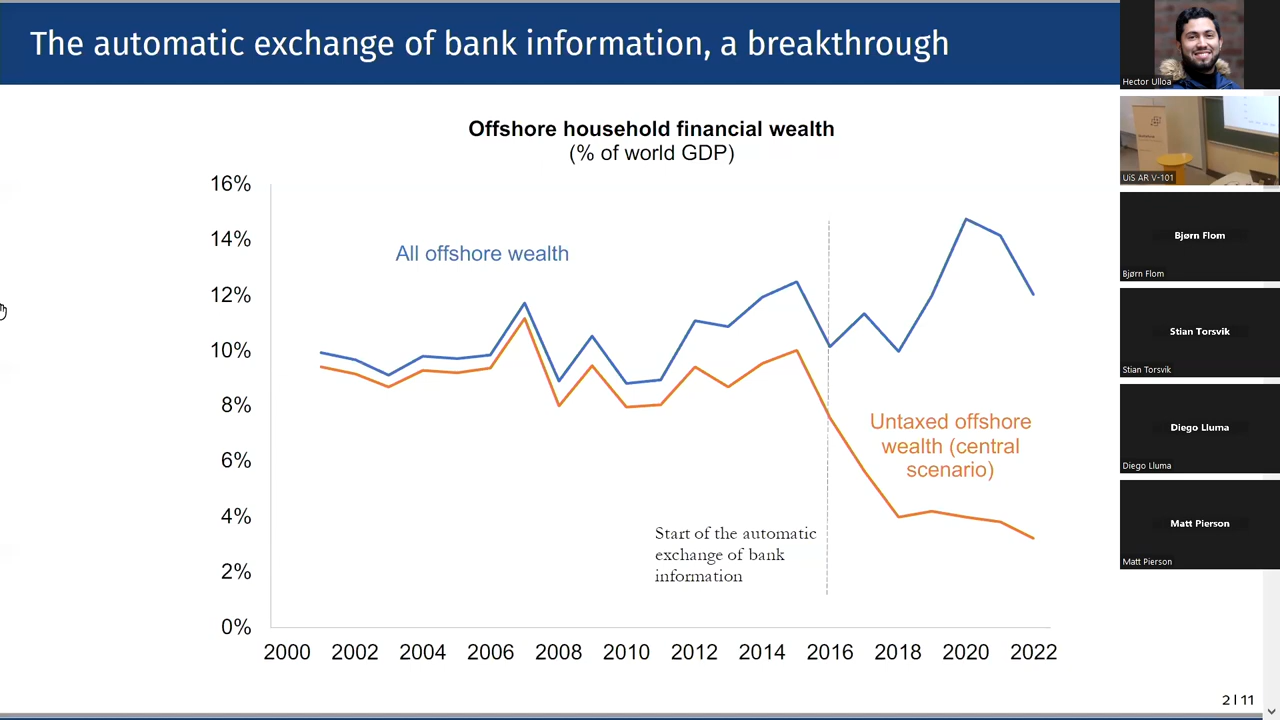 The automatic exchange of bank information, a breakthrough
Offshore household financial wealth
(% of world GDP)
16%
14%
12%
10%
8%
6%
4%
2%
0%
All offshore wealth
Untaxed offshore
wealth (central
scenario)
Start of the automatic
exchange of bank
information
2000 2002 2004 2006 2008 2010 2012 2014 2016 2018 2020 2022
2 | 11
Hector Ulloa
UiS AR V-101
Bjørn Flom
Bjørn Flom
Stian Torsvik
Stian Torsvik
Diego Lluma
Diego Lluma
Matt Pierson
Matt Pierson